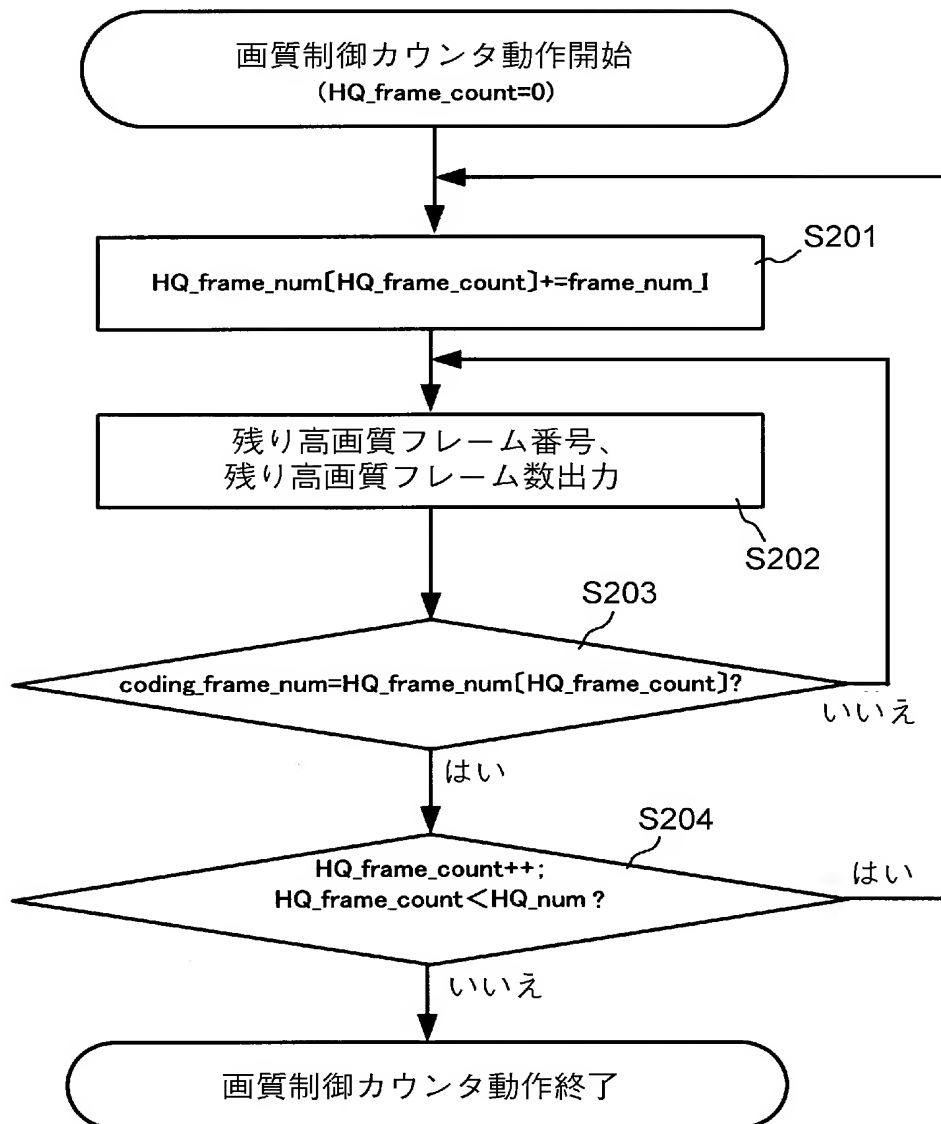 画質制御カウンタ動作開始
(HQ_frame_count=0)
S201
HQ_frame_num[HQ_frame_count]+=frame_num_I
残り高画質フレーム番号、
残り高画質フレーム数出力
S202
S203
coding_frame_num=HQ_frame_num[HQ_frame_count]?
いいえ
はい
S204
HQ_frame_count++;
HQ_frame_count<HQ_num?
はい
いいえ
画質制御カウンタ動作終了